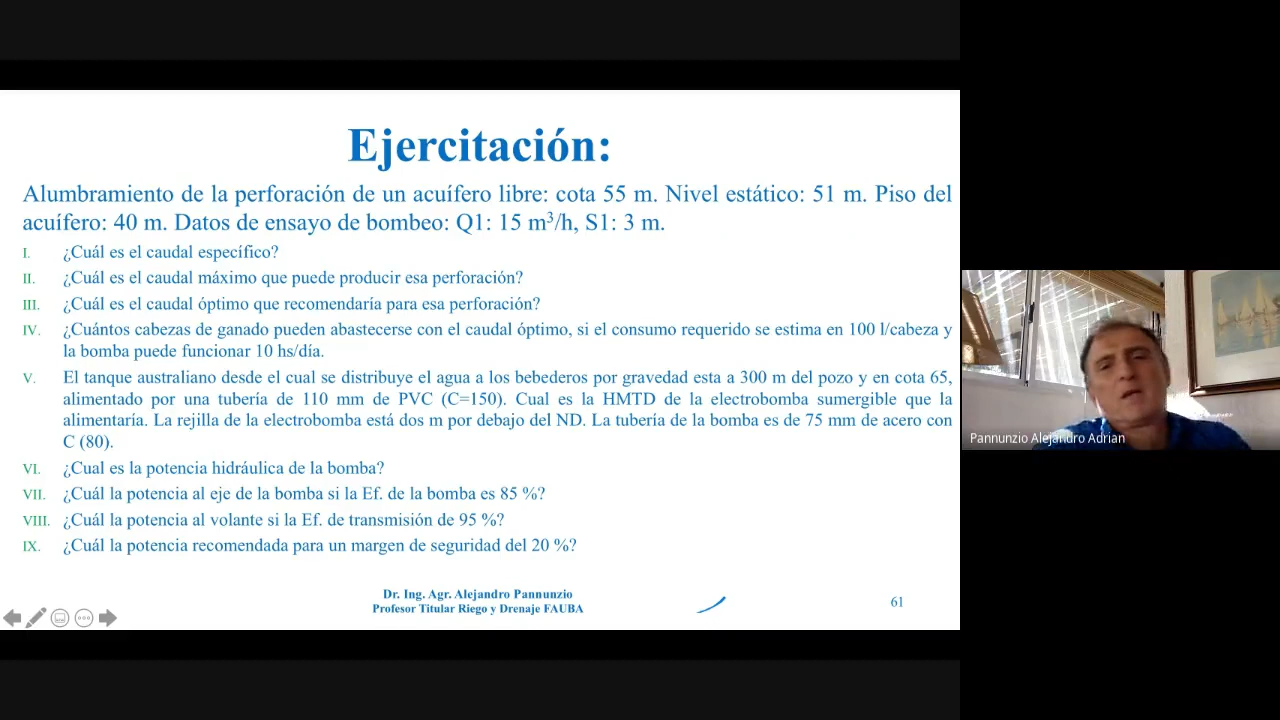 Ejercitación:
Alumbramiento de la perforación de un acuífero libre: cota 55 m. Nivel estático: 51 m. Piso del
acuífero: 40 m. Datos de ensayo de bombeo: Q1: 15 m³/h, S1: 3 m.
I. ¿Cuál es el caudal específico?
II. ¿Cuál es el caudal máximo que puede producir esa perforación?
III. ¿Cuál es el caudal óptimo que recomendaría para esa perforación?
IV. ¿Cuántos cabezas de ganado pueden abastecerse con el caudal óptimo, si el consumo requerido se estima en 100 l/cabeza y
la bomba puede funcionar 10 hs/día.
V. El tanque australiano desde el cual se distribuye el agua a los bebederos por gravedad esta a 300 m del pozo y en cota 65,
alimentado por una tubería de 110 mm de PVC (C=150). Cual es la HMTD de la electrobomba sumergible que la
alimentaría. La rejilla de la electrobomba está dos m por debajo del ND. La tubería de la bomba es de 75 mm de acero con
C (80).
VI. ¿Cual es la potencia hidráulica de la bomba?
VII. ¿Cuál la potencia al eje de la bomba si la Ef. de la bomba es 85 %?
VIII. ¿Cuál la potencia al volante si la Ef. de transmisión de 95 %?
IX. ¿Cuál la potencia recomendada para un margen de seguridad del 20 %?
Dr. Ing. Agr. Alejandro Pannunzio
Profesor Titular Riego y Drenaje FAUBA
61
Pannunzio Alejandro Adrian